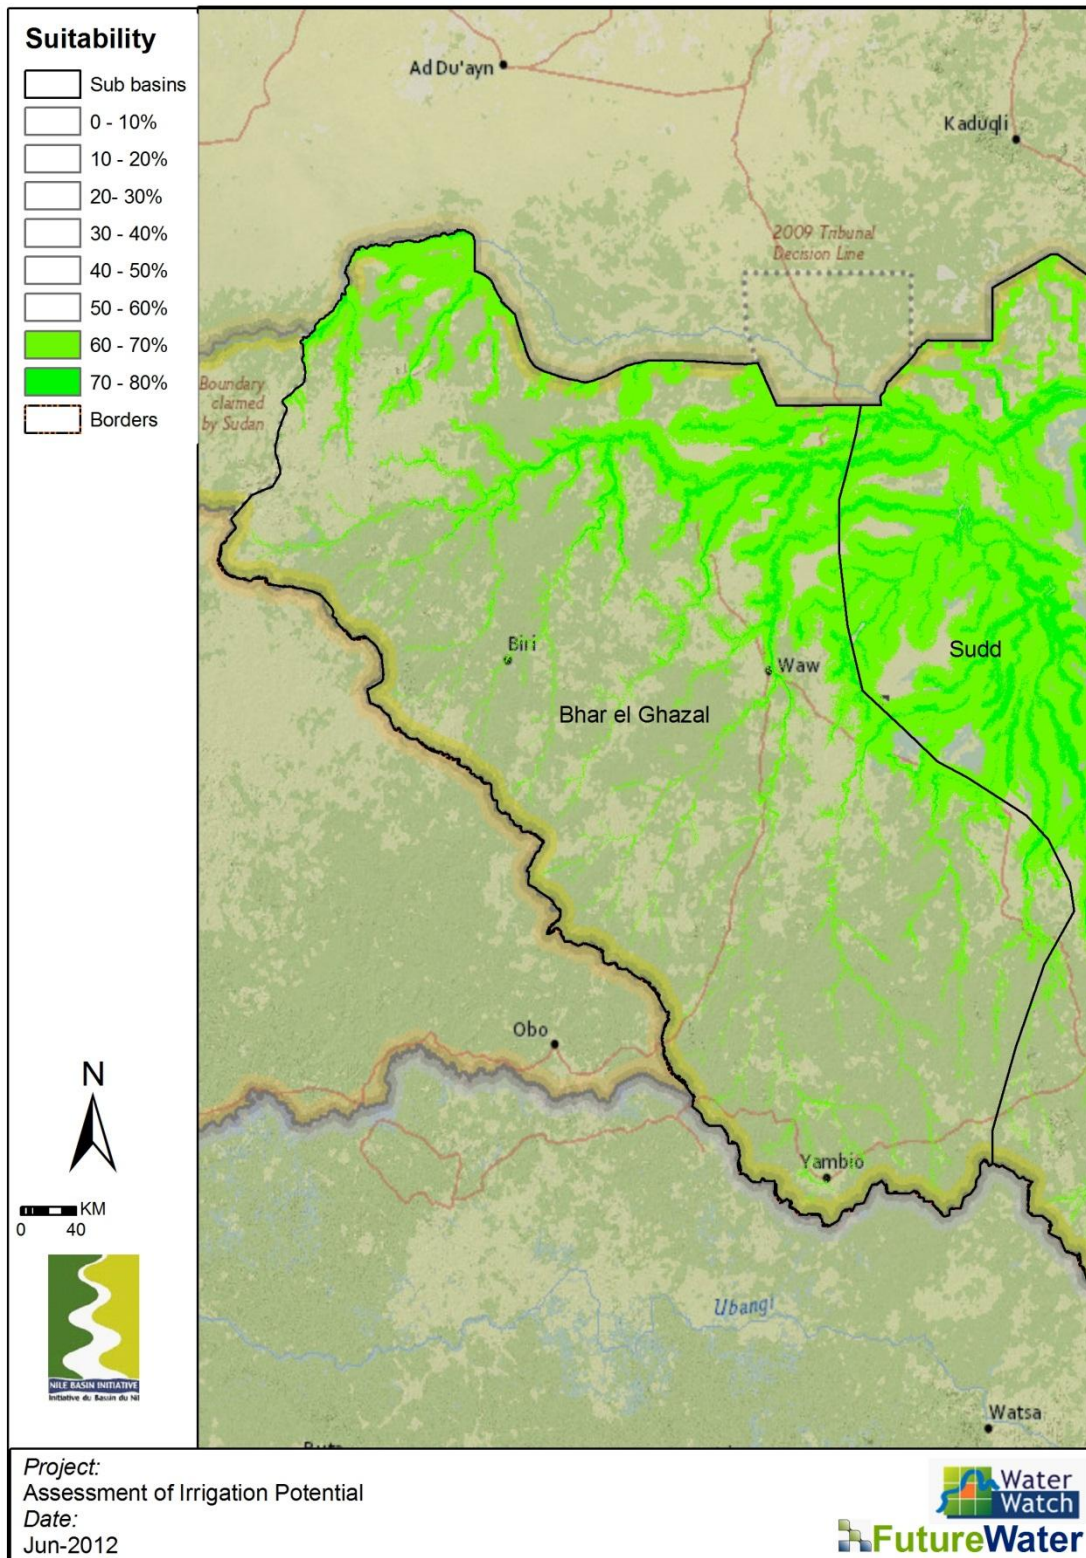 Suitability
Sub basins
0 - 10%
10 - 20%
20- 30%
30 - 40%
40 - 50%
50 - 60%
60 - 70%
70 - 80%
Borders
Ad Du'ayn
Kaduqli
2009 Tribunal
Decision Line
Boundary
claimed
by Sudan
Biri
Waw
Sudd
Bhar el Ghazal
Obo
Yambio
Ubangi
Watsa
N
KM
0 40
NILE BASIN INITIATIVE
Initiative du Bassin du Nil
Project:
Assessment of Irrigation Potential
Date:
Jun-2012
Water
Watch
FutureWater